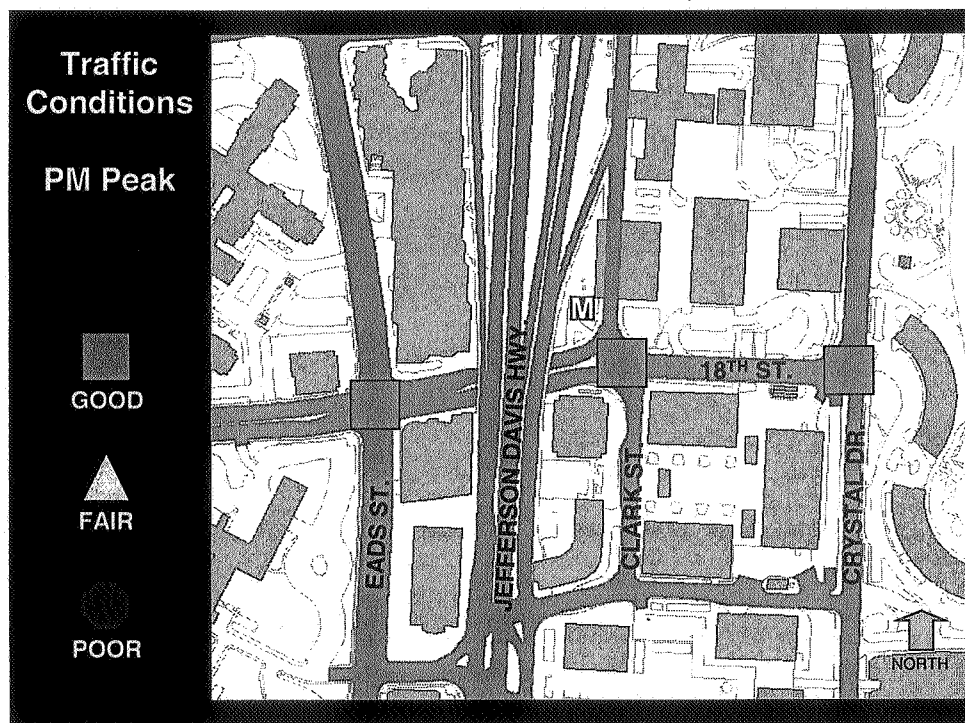 Traffic
Conditions
PM Peak
GOOD
FAIR
POOR
M
18TH ST.
EADS ST.
JEFFERSON DAVIS HWY.
CLARK ST.
CRYSTAL DR.
NORTH